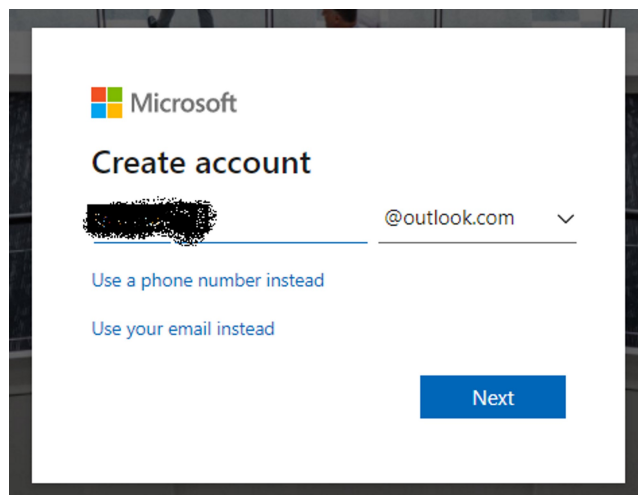 Microsoft
Create account
@outlook.com
Use a phone number instead
Use your email instead
Next